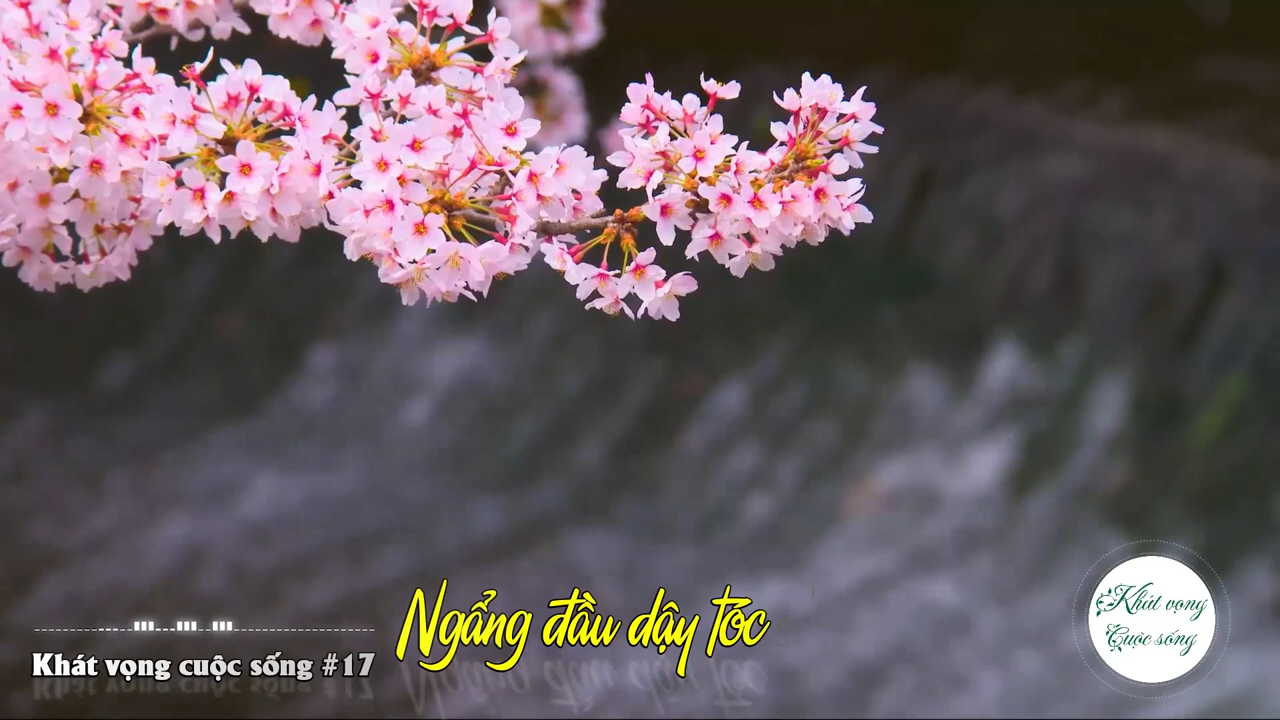 Ngẩng đầu dậy tóc
Khát vọng cuộc sống #17
Khát vọng
Cuộc sống